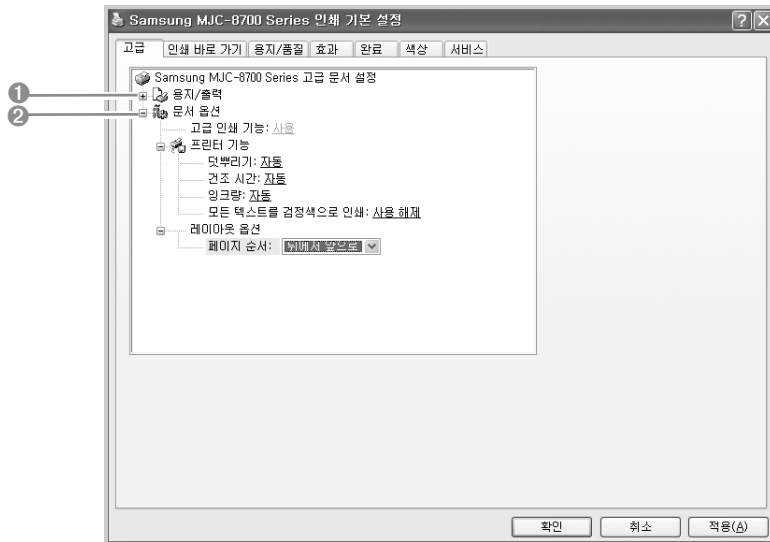 Samsung MJC-8700 Series 인쇄 기본 설정
고급 인쇄 바로 가기 용지/품질 효과 완료 색상 서비스
Samsung MJC-8700 Series 고급 문서 설정
❶ 용지/출력
❷ 문서 옵션
고급 인쇄 기능: 사용
프린터 기능
덧뿌리기: 자동
건조 시간: 자동
잉크량: 자동
모든 텍스트를 검정색으로 인쇄: 사용 해제
레이아웃 옵션
페이지 순서: 뒤에서 앞으로
확인 취소 적용(A)